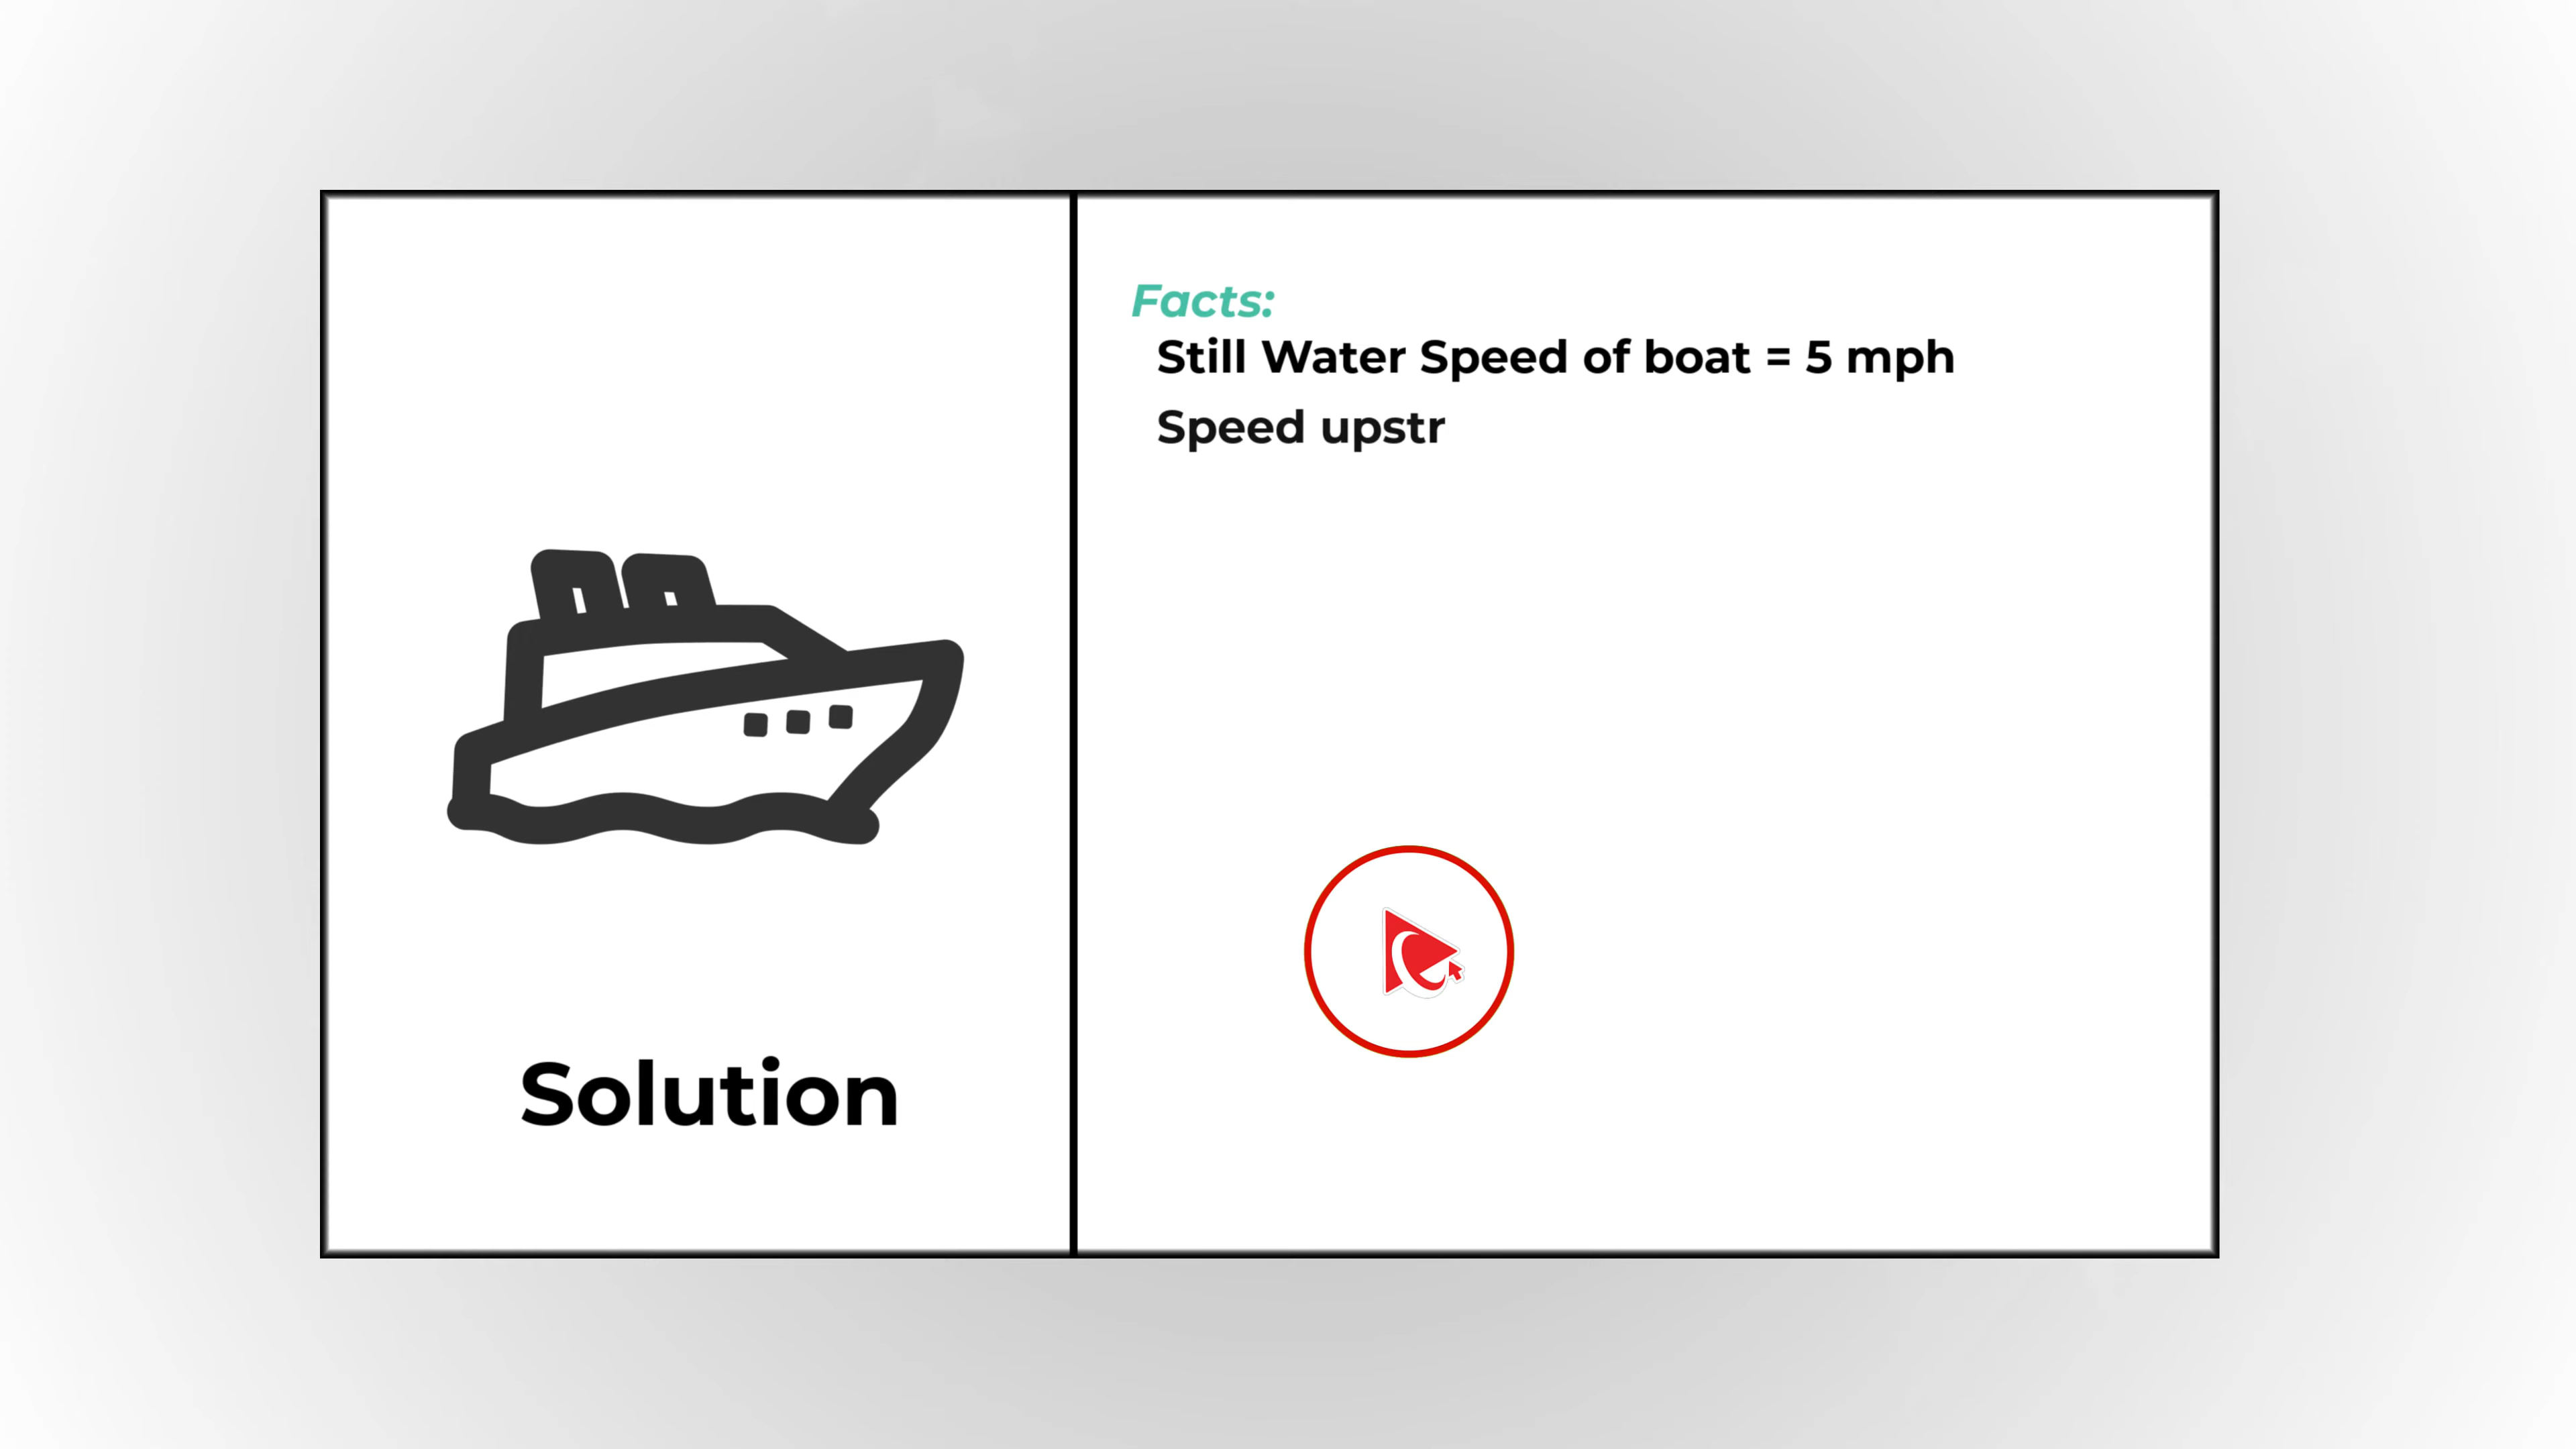 Facts:
Still Water Speed of boat = 5 mph
Speed upstr
Solution